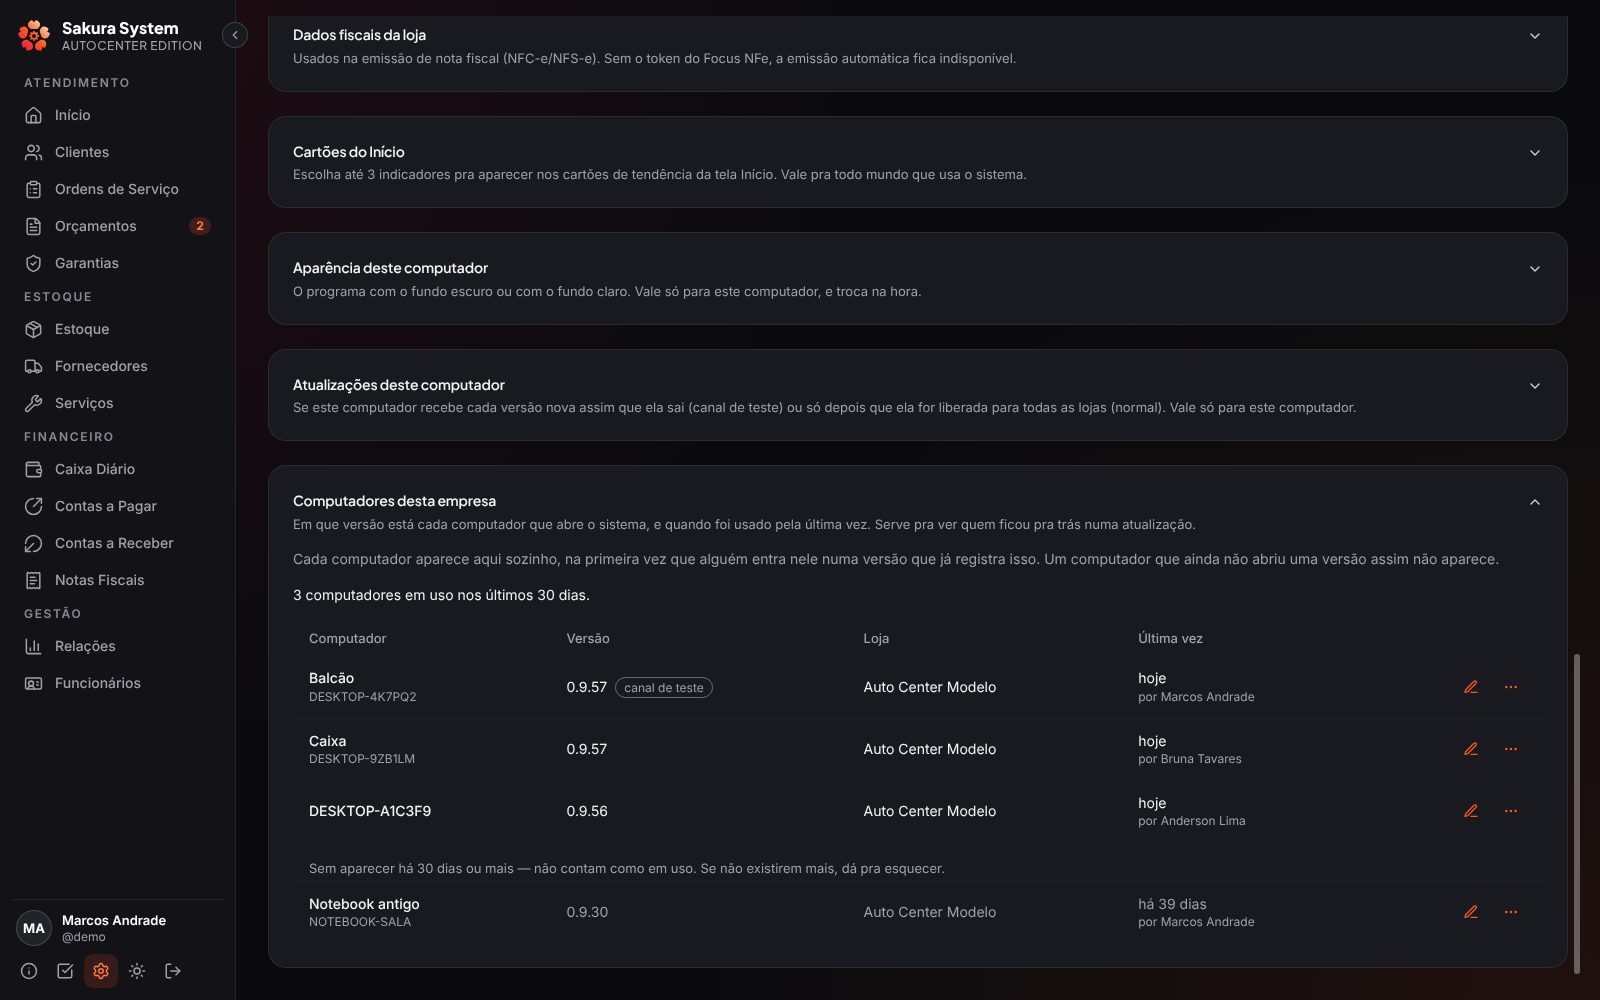 Sakura System
AUTOCENTER EDITION
ATENDIMENTO
Início
Clientes
Ordens de Serviço
Orçamentos 2
Garantias
ESTOQUE
Estoque
Fornecedores
Serviços
FINANCEIRO
Caixa Diário
Contas a Pagar
Contas a Receber
Notas Fiscais
GESTÃO
Relações
Funcionários
MA
Marcos Andrade
@demo
Dados fiscais da loja
Usados na emissão de nota fiscal (NFC-e/NFS-e). Sem o token do Focus NFe, a emissão automática fica indisponível.
Cartões do Início
Escolha até 3 indicadores pra aparecer nos cartões de tendência da tela Início. Vale pra todo mundo que usa o sistema.
Aparência deste computador
O programa com o fundo escuro ou com o fundo claro. Vale só para este computador, e troca na hora.
Atualizações deste computador
Se este computador recebe cada versão nova assim que ela sai (canal de teste) ou só depois que ela for liberada para todas as lojas (normal). Vale só para este computador.
Computadores desta empresa
Em que versão está cada computador que abre o sistema, e quando foi usado pela última vez. Serve pra ver quem ficou pra trás numa atualização.
Cada computador aparece aqui sozinho, na primeira vez que alguém entra nele numa versão que já registra isso. Um computador que ainda não abriu uma versão assim não aparece.
3 computadores em uso nos últimos 30 dias.
Computador Versão Loja Última vez
Balcão
DESKTOP-4K7PQ2
0.9.57 canal de teste
Auto Center Modelo
hoje
por Marcos Andrade
Caixa
DESKTOP-9ZB1LM
0.9.57
Auto Center Modelo
hoje
por Bruna Tavares
DESKTOP-A1C3F9
0.9.56
Auto Center Modelo
hoje
por Anderson Lima
Sem aparecer há 30 dias ou mais — não contam como em uso. Se não existirem mais, dá pra esquecer.
Notebook antigo
NOTEBOOK-SALA
0.9.30
Auto Center Modelo
há 39 dias
por Marcos Andrade